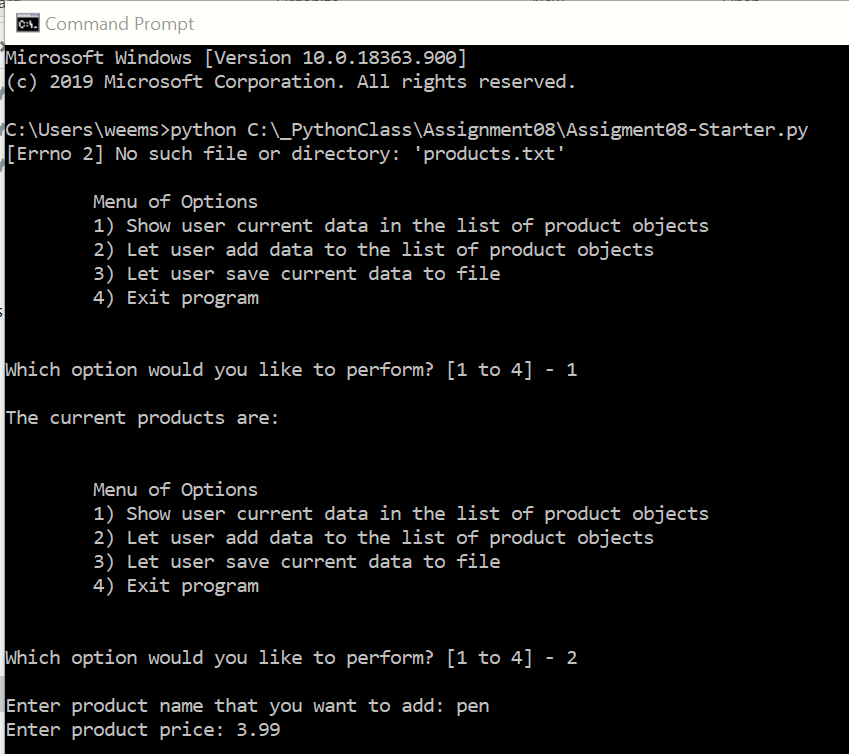 Command Prompt
Microsoft Windows [Version 10.0.18363.900]
(c) 2019 Microsoft Corporation. All rights reserved.
C:\Users\weems>python C:\_PythonClass\Assignment08\Assigment08-Starter.py
[Errno 2] No such file or directory: 'products.txt'
Menu of Options
1) Show user current data in the list of product objects
2) Let user add data to the list of product objects
3) Let user save current data to file
4) Exit program
Which option would you like to perform? [1 to 4] - 1
The current products are:
Menu of Options
1) Show user current data in the list of product objects
2) Let user add data to the list of product objects
3) Let user save current data to file
4) Exit program
Which option would you like to perform? [1 to 4] - 2
Enter product name that you want to add: pen
Enter product price: 3.99